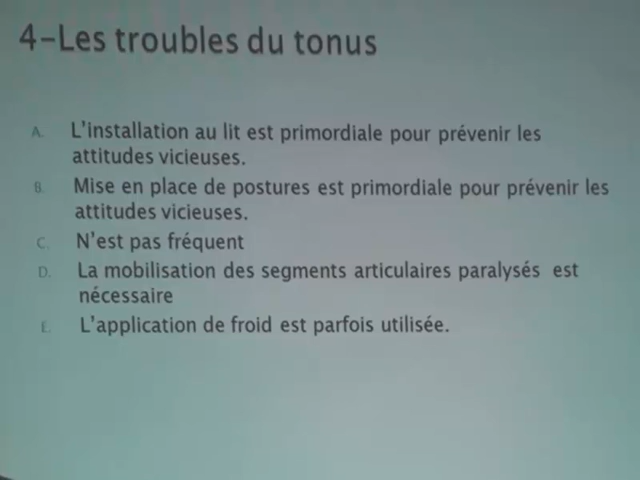 4-Les troubles du tonus
A. L'installation au lit est primordiale pour prévenir les
attitudes vicieuses.
B. Mise en place de postures est primordiale pour prévenir les
attitudes vicieuses.
C. N'est pas fréquent
D. La mobilisation des segments articulaires paralysés est
nécessaire
E. L'application de froid est parfois utilisée.